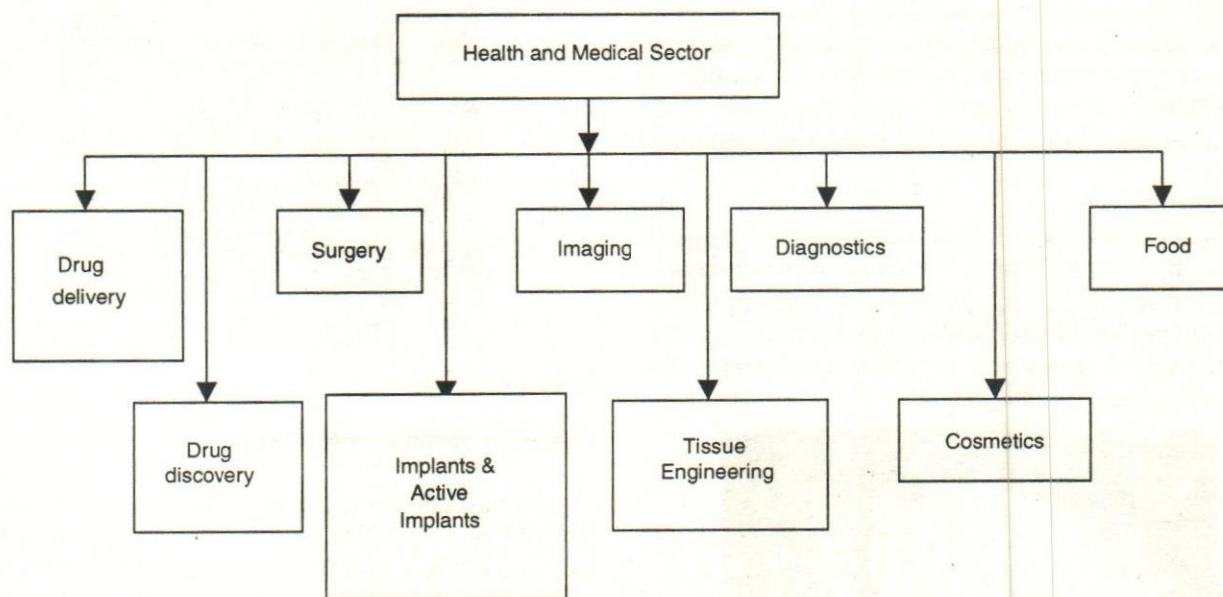 Health and Medical Sector
Drug
delivery
Surgery
Imaging
Diagnostics
Food
Drug
discovery
Implants &
Active
Implants
Tissue
Engineering
Cosmetics